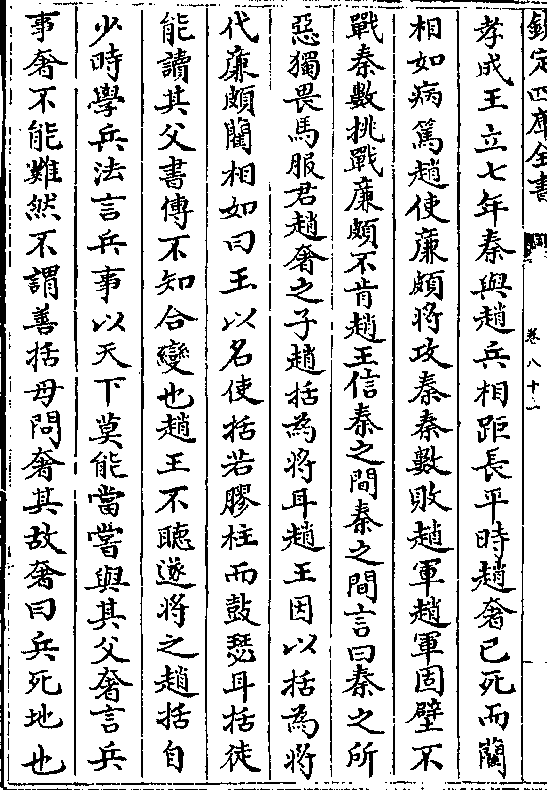 欽定四庫全書
卷八十一
孝成王立七年秦與趙兵相距長平時趙奢已死而藺
相如病篤趙使廉頗將攻秦秦數敗趙軍趙軍固壁不
戰秦數挑戰廉頗不肯趙王信秦之間秦之間言曰秦之所
惡獨畏馬服君趙奢之子趙括為將耳趙王因以括為將
代廉頗藺相如曰王以名使括若膠柱而鼓瑟耳括徒
能讀其父書傳不知合變也趙王不聽遂將之趙括自
少時學兵法言兵事以天下莫能當嘗與其父奢言兵
事奢不能難然不謂善括母問奢其故奢曰兵死地也